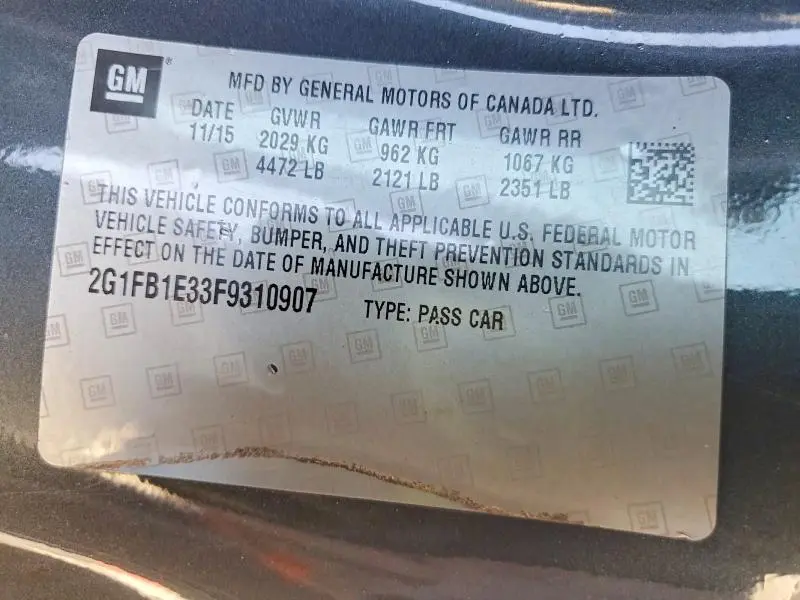 GM
MFD BY GENERAL MOTORS OF CANADA LTD.
DATE GVWR GAWR FRT GAWR RR
11/15 2029 KG 962 KG 1067 KG
4472 LB 2121 LB 2351 LB
THIS VEHICLE CONFORMS TO ALL APPLICABLE U.S. FEDERAL MOTOR
VEHICLE SAFETY, BUMPER, AND THEFT PREVENTION STANDARDS IN
EFFECT ON THE DATE OF MANUFACTURE SHOWN ABOVE.
2G1FB1E33F9310907 TYPE: PASS CAR